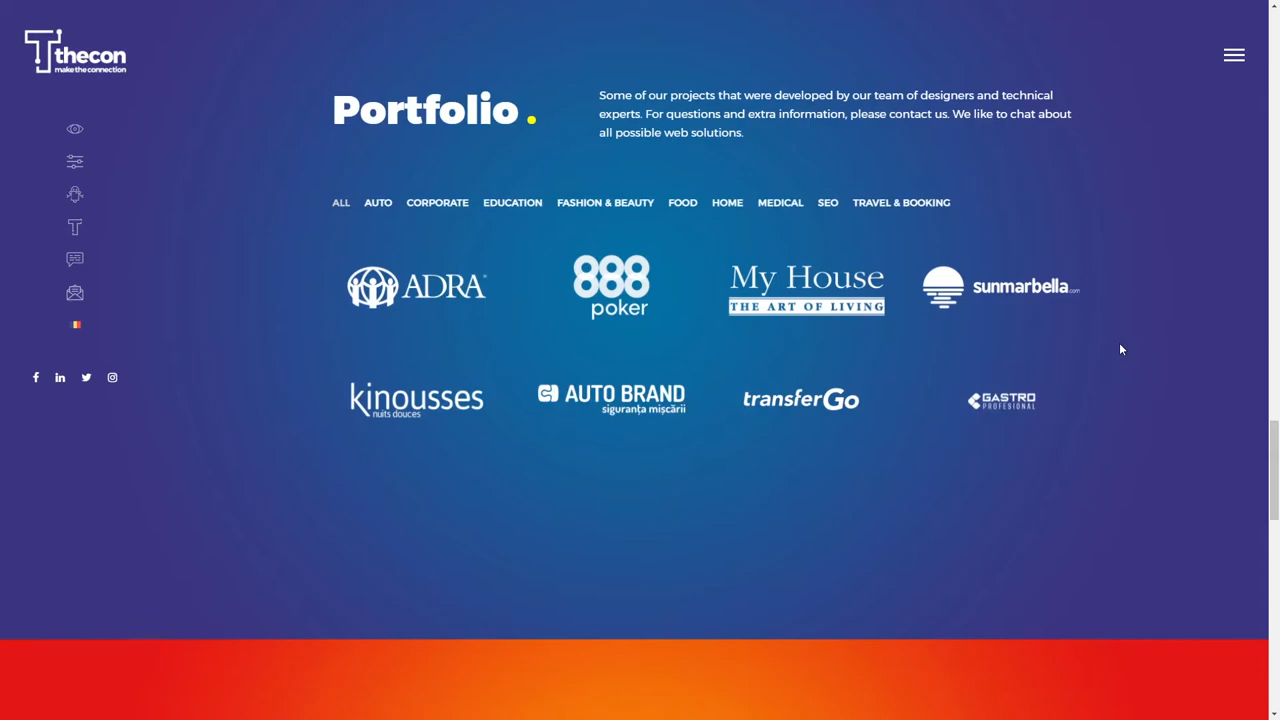 thecon
make the connection
Portfolio .
Some of our projects that were developed by our team of designers and technical
experts. For questions and extra information, please contact us. We like to chat about
all possible web solutions.
ALL AUTO CORPORATE EDUCATION FASHION & BEAUTY FOOD HOME MEDICAL SEO TRAVEL & BOOKING
ADRA
888
888
poker
My House
THE ART OF LIVING
sunmarbella.com
kinousses
nuits douces
AUTO BRAND
siguranța mișcării
transferGo
GASTRO
PROFESIONAL